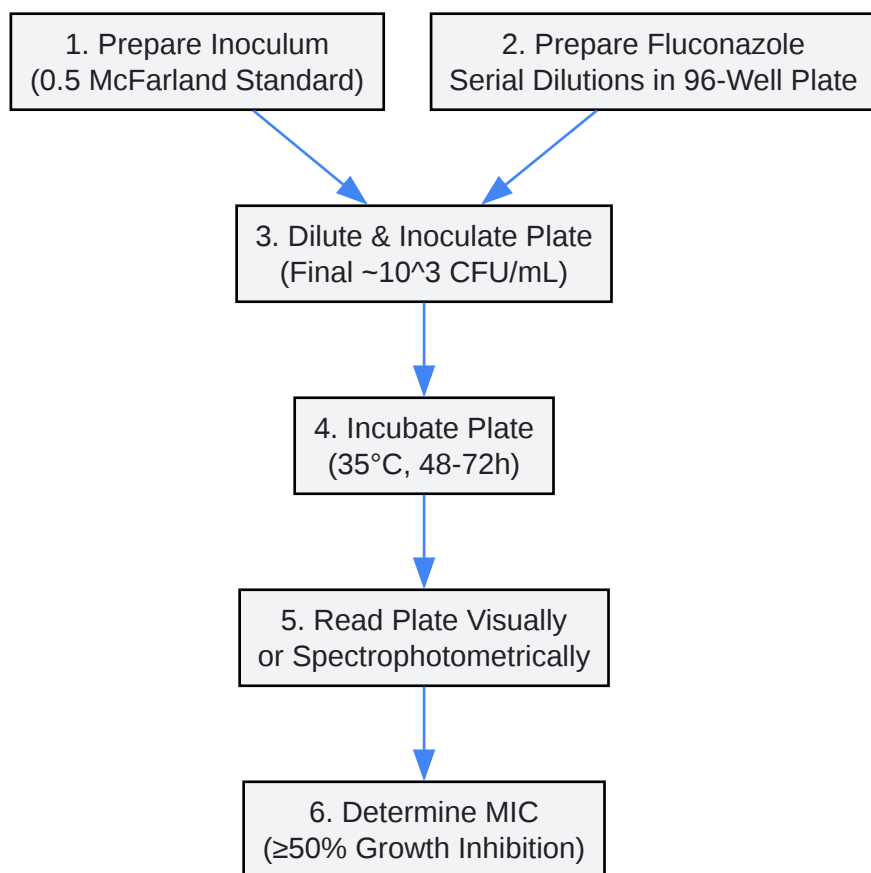 1. Prepare Inoculum
(0.5 McFarland Standard)
2. Prepare Fluconazole
Serial Dilutions in 96-Well Plate
3. Dilute & Inoculate Plate
(Final ~10^3 CFU/mL)
4. Incubate Plate
(35°C, 48-72h)
5. Read Plate Visually
or Spectrophotometrically
6. Determine MIC
(≥50% Growth Inhibition)